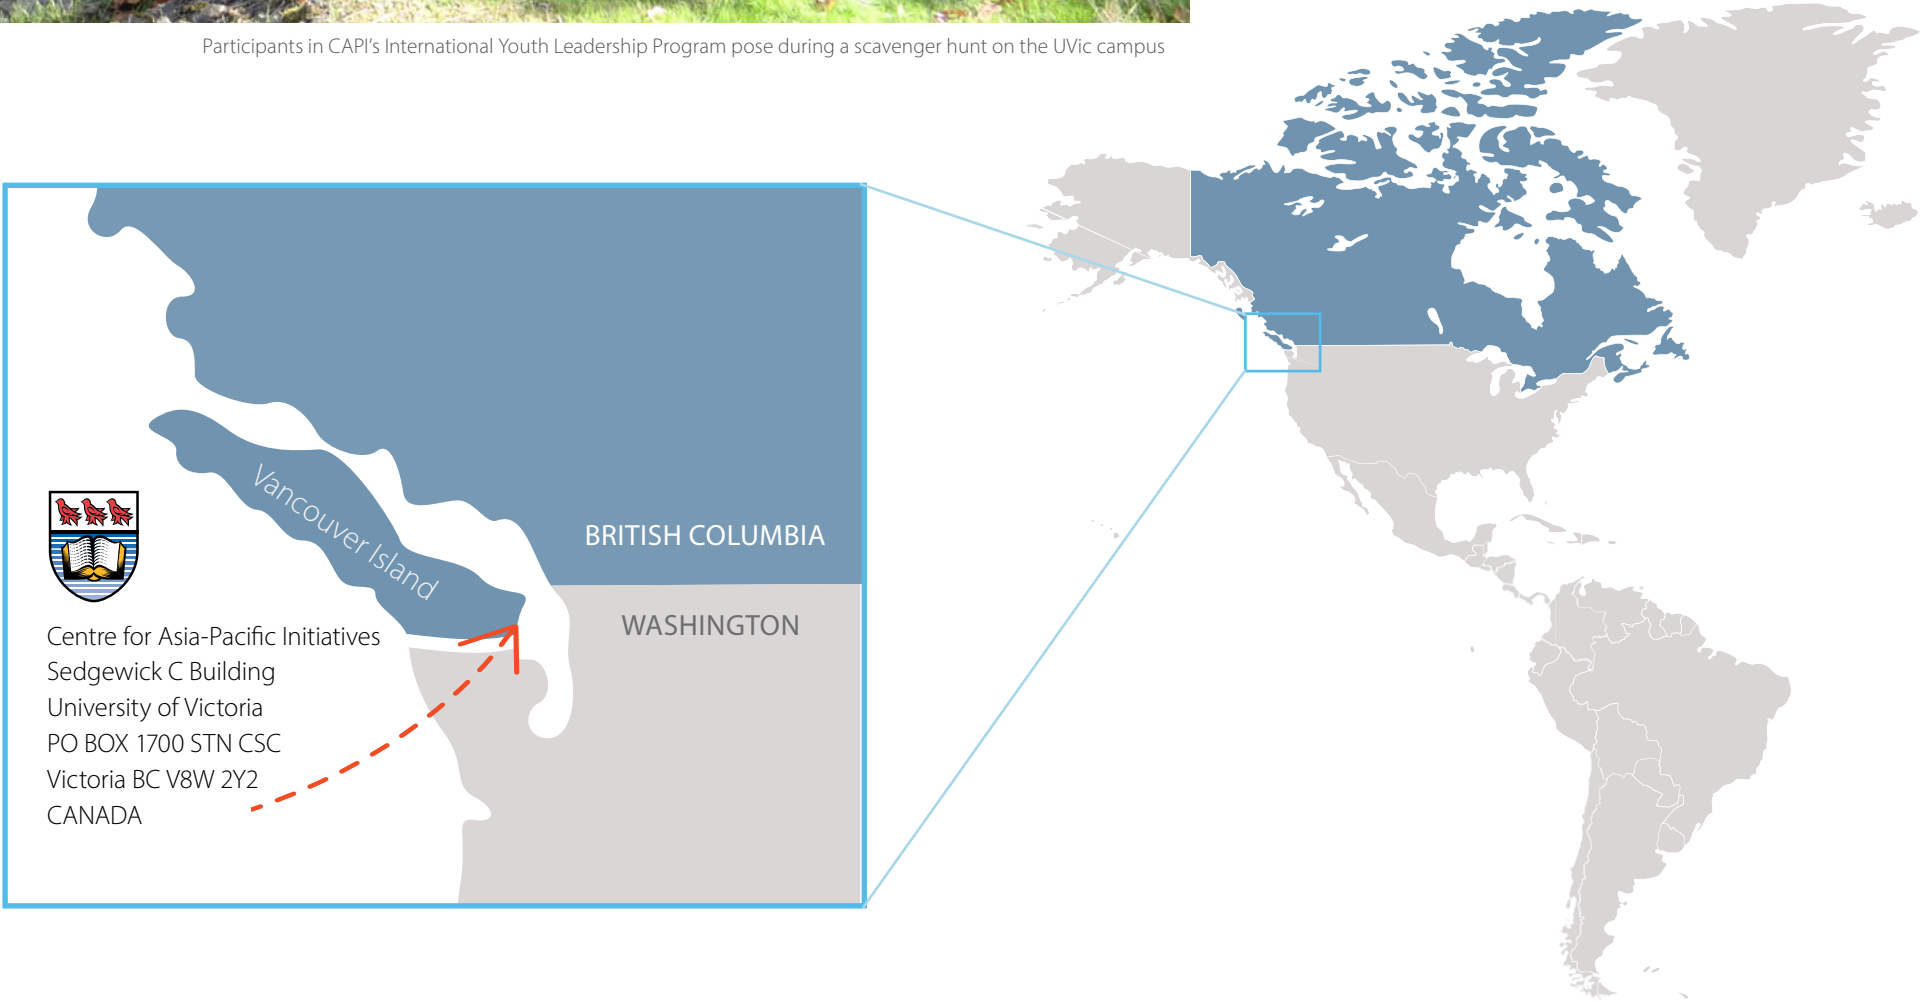 Participants in CAPI's International Youth Leadership Program pose during a scavenger hunt on the UVic campus
Vancouver Island
BRITISH COLUMBIA
WASHINGTON
Centre for Asia-Pacific Initiatives
Sedgewick C Building
University of Victoria
PO BOX 1700 STN CSC
Victoria BC V8W 2Y2
CANADA